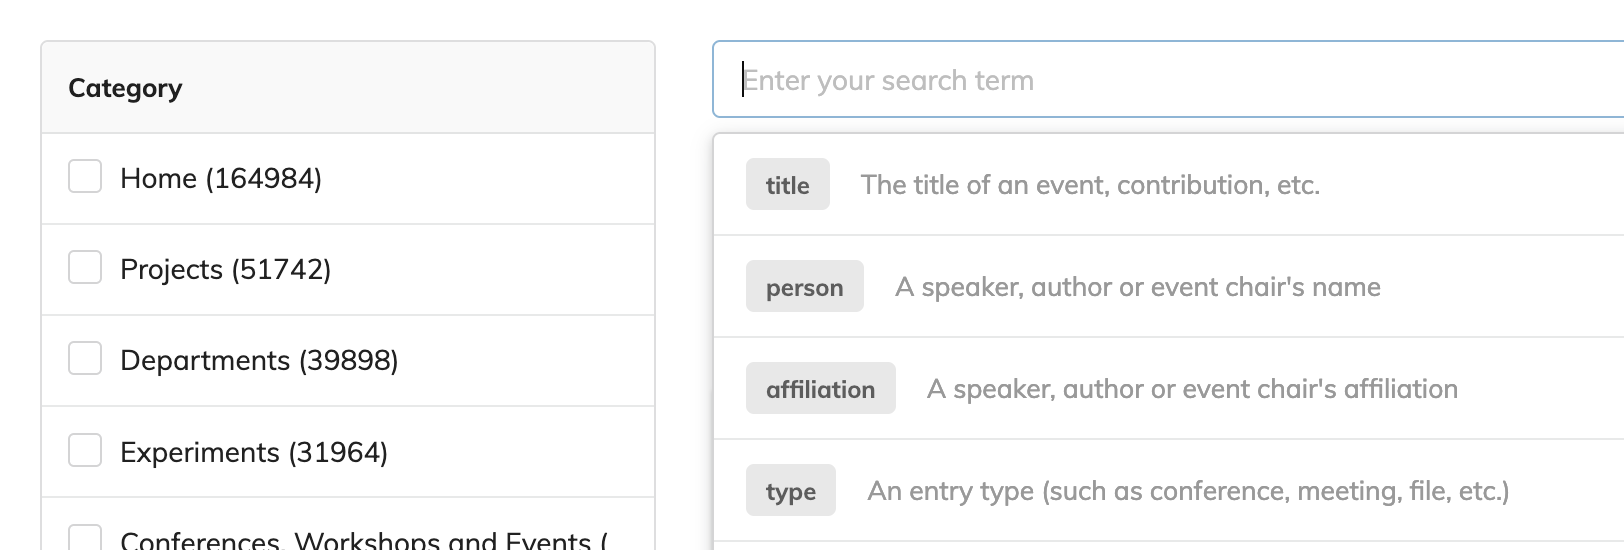 Category
Home (164984)
Projects (51742)
Departments (39898)
Experiments (31964)
Conferences, Workshops and Events (
Enter your search term
title The title of an event, contribution, etc.
person A speaker, author or event chair's name
affiliation A speaker, author or event chair's affiliation
type An entry type (such as conference, meeting, file, etc.)